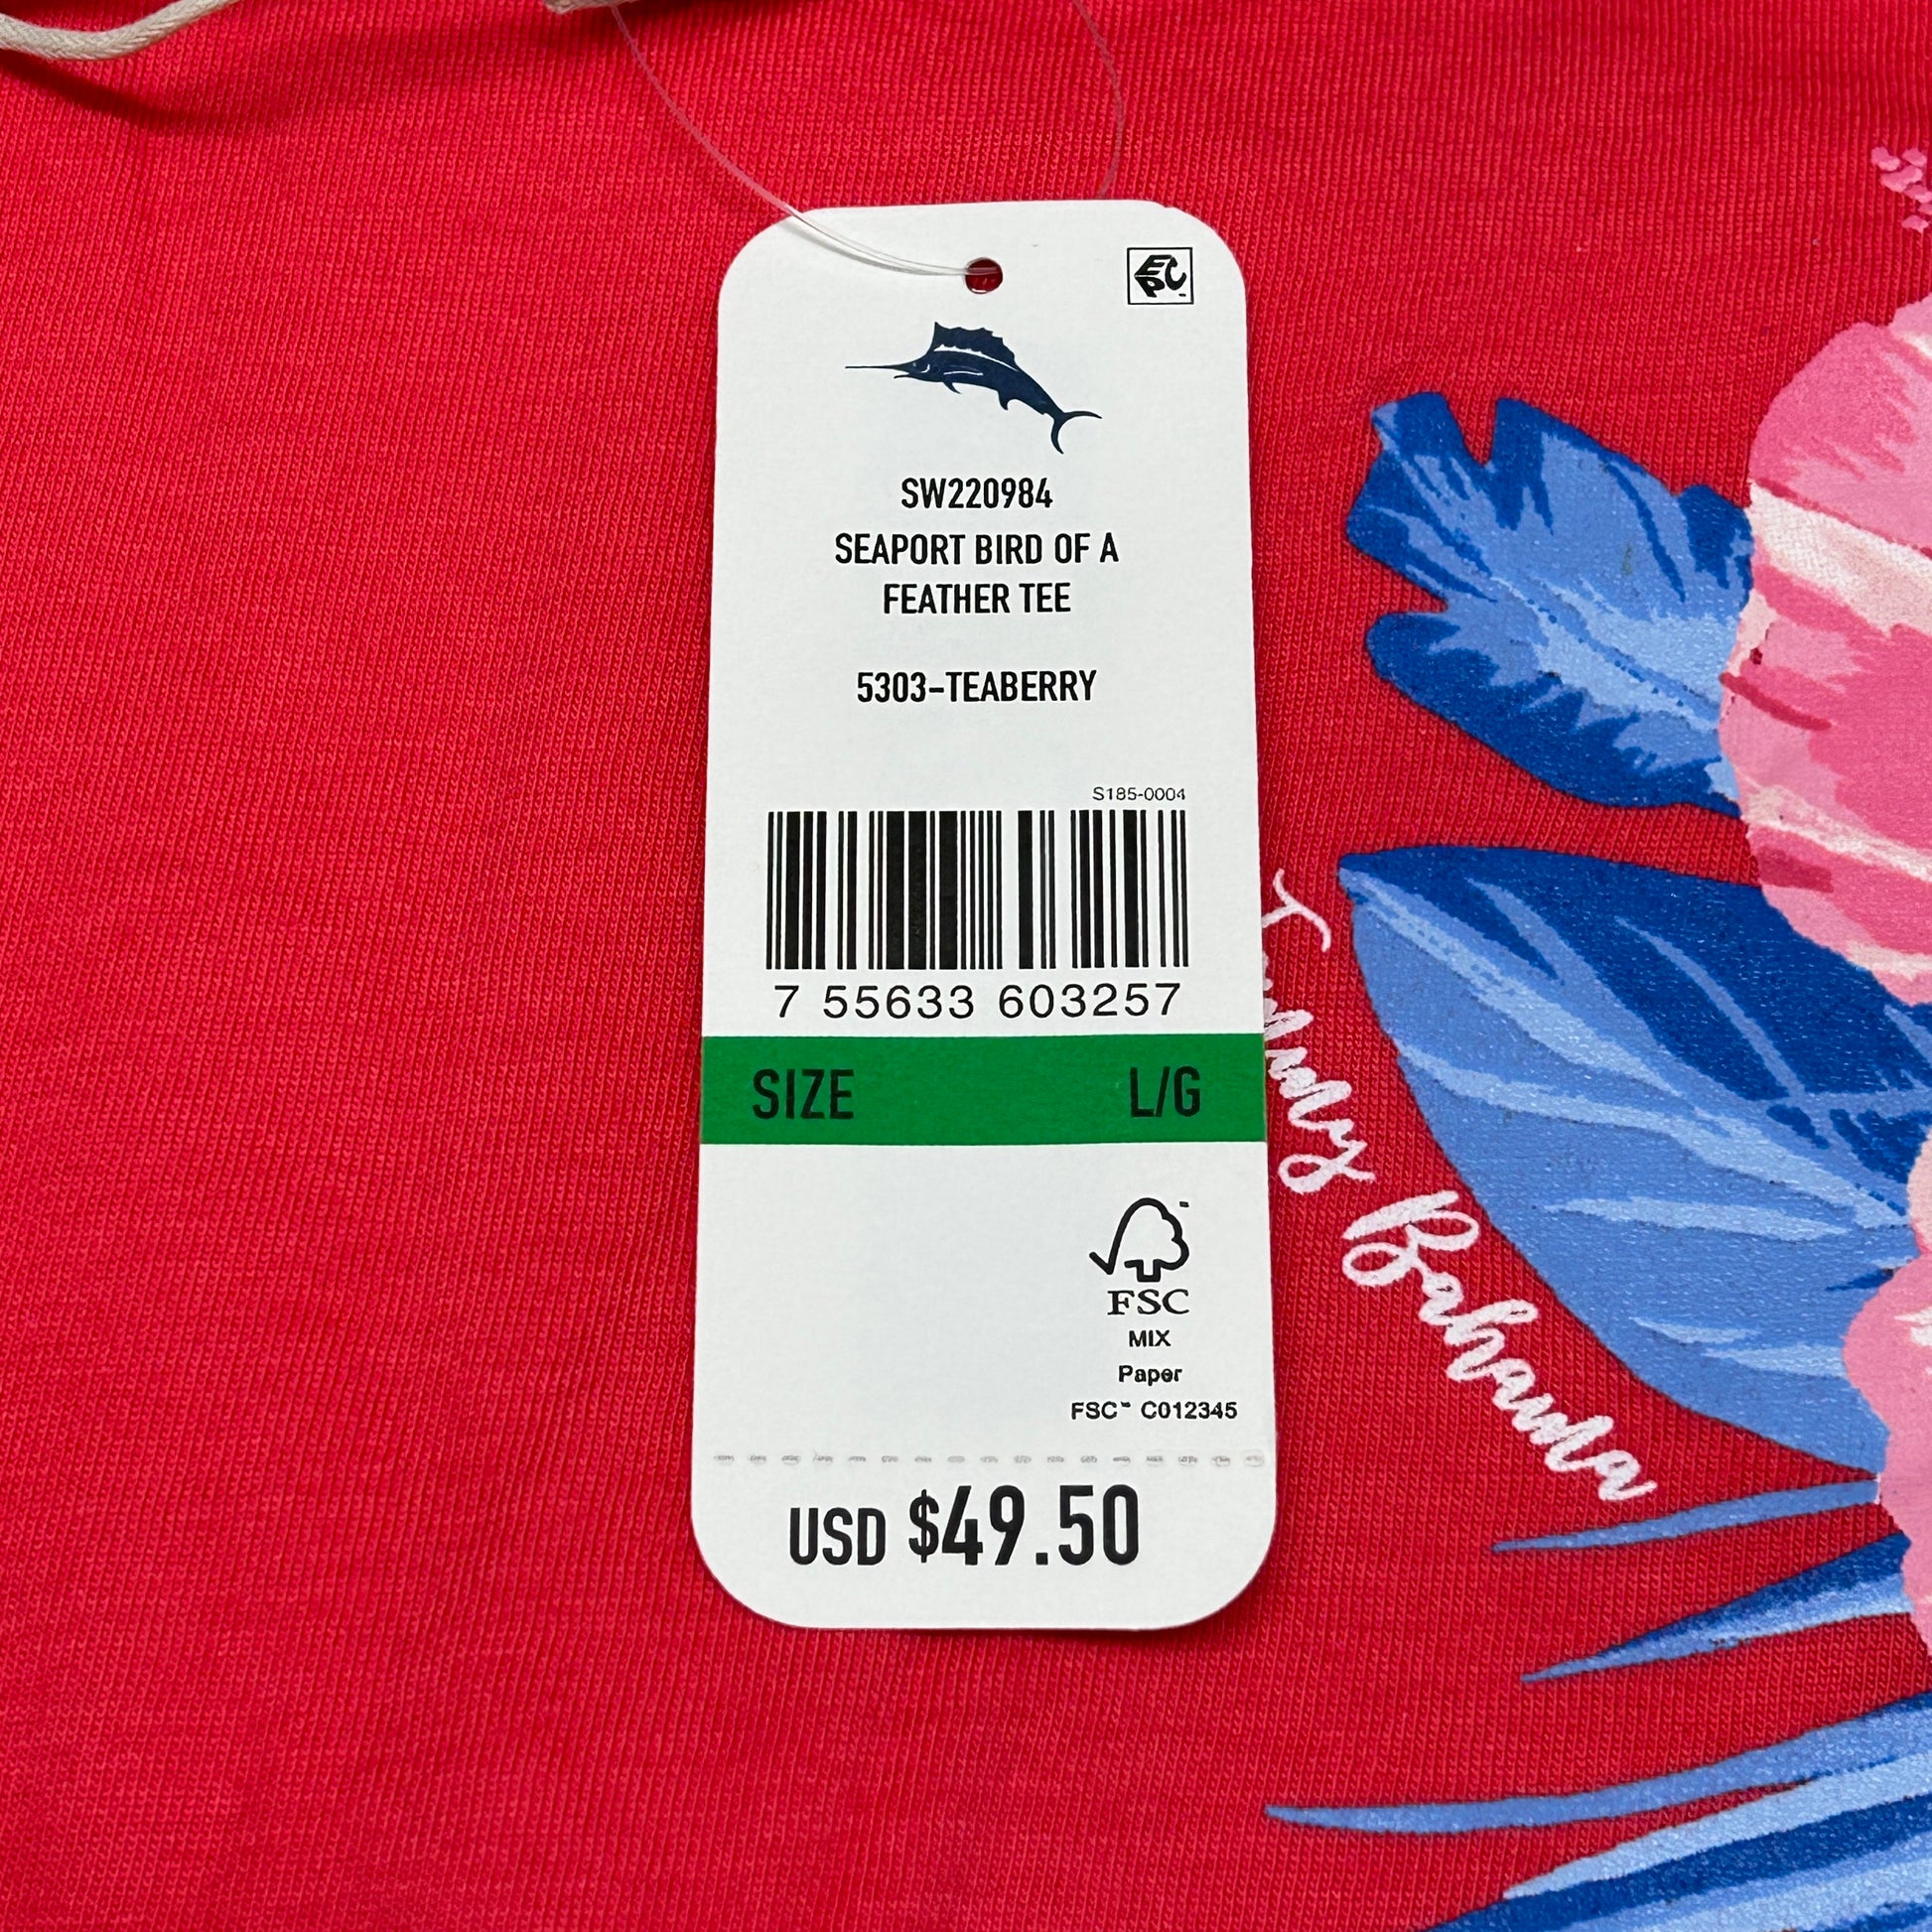 EPC
SW220984
SEAPORT BIRD OF A
FEATHER TEE
5303-TEABERRY
S185-0004
7 55633 603257
SIZE L/G
FSC
MIX
Paper
FSC™ C012345
USD $49.50
Tommy Bahama